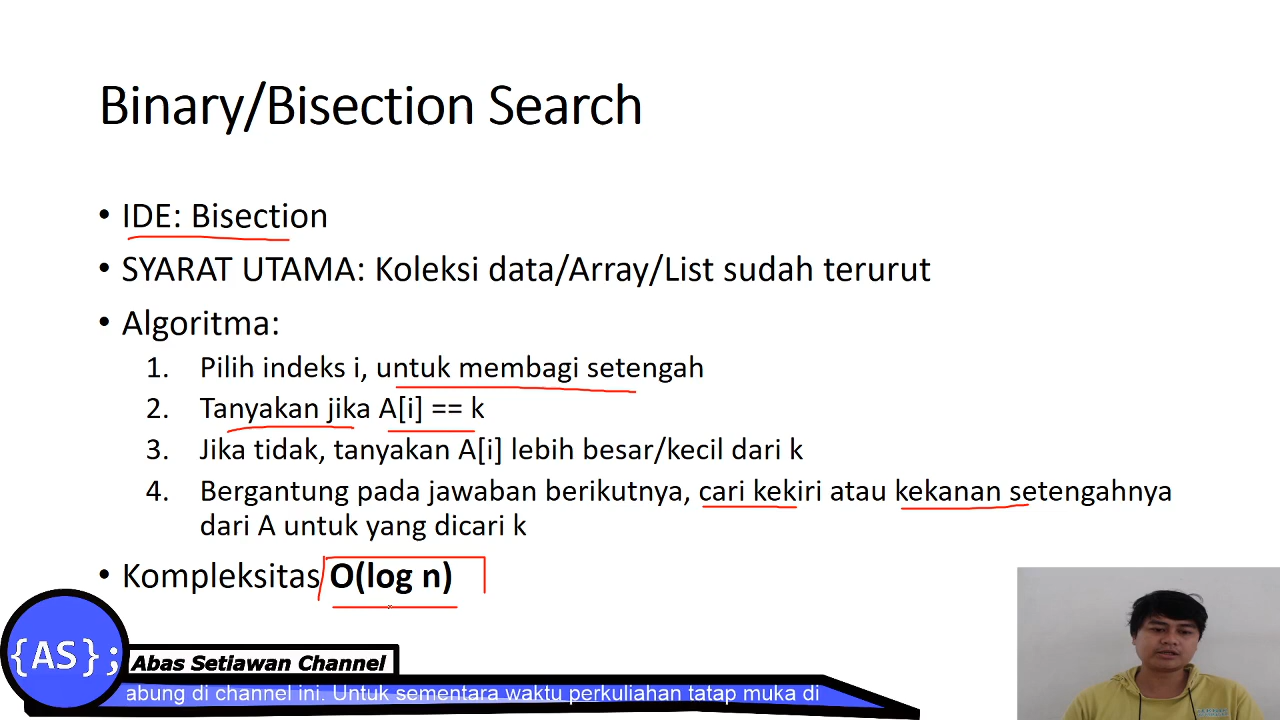 Binary/Bisection Search
• IDE: Bisection
• SYARAT UTAMA: Koleksi data/Array/List sudah terurut
• Algoritma:
1. Pilih indeks i, untuk membagi setengah
2. Tanyakan jika A[i] == k
3. Jika tidak, tanyakan A[i] lebih besar/kecil dari k
4. Bergantung pada jawaban berikutnya, cari kekiri atau kekanan setengahnya
dari A untuk yang dicari k
• Kompleksitas O(log n)
{AS};
Abas Setiawan Channel
abung di channel ini. Untuk sementara waktu perkuliahan tatap muka di